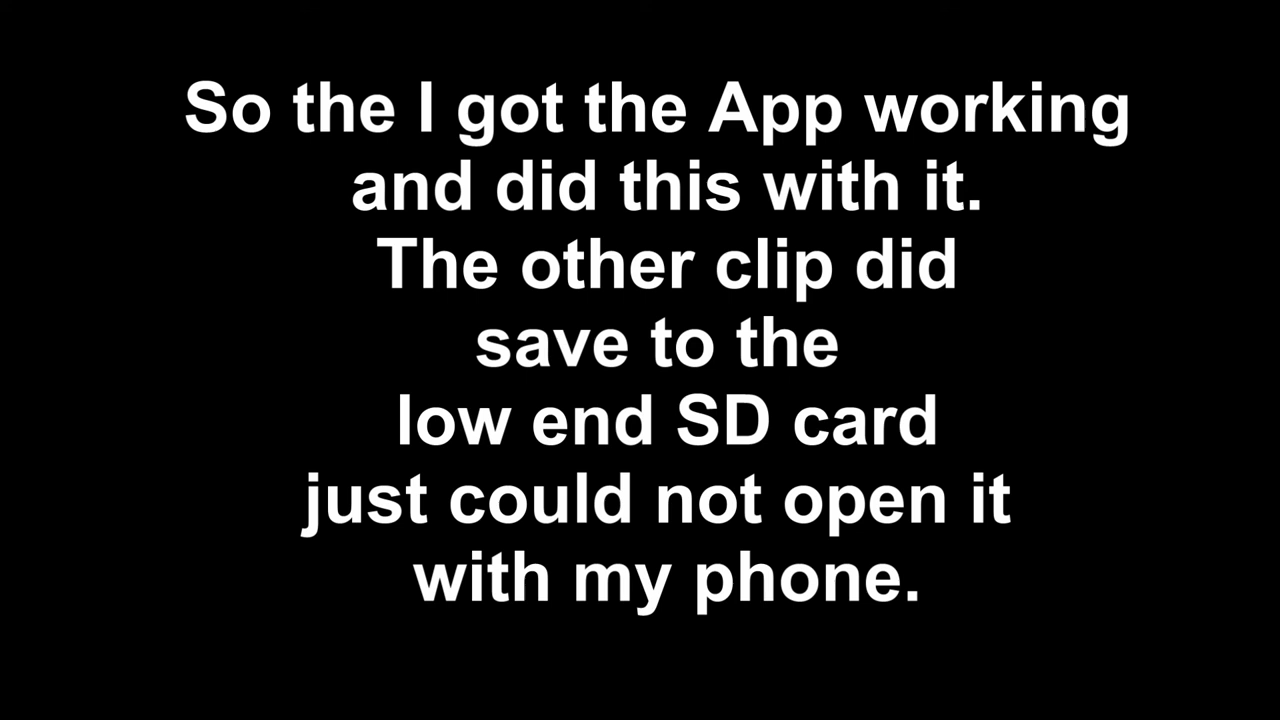 So the I got the App working
and did this with it.
The other clip did
save to the
low end SD card
just could not open it
with my phone.